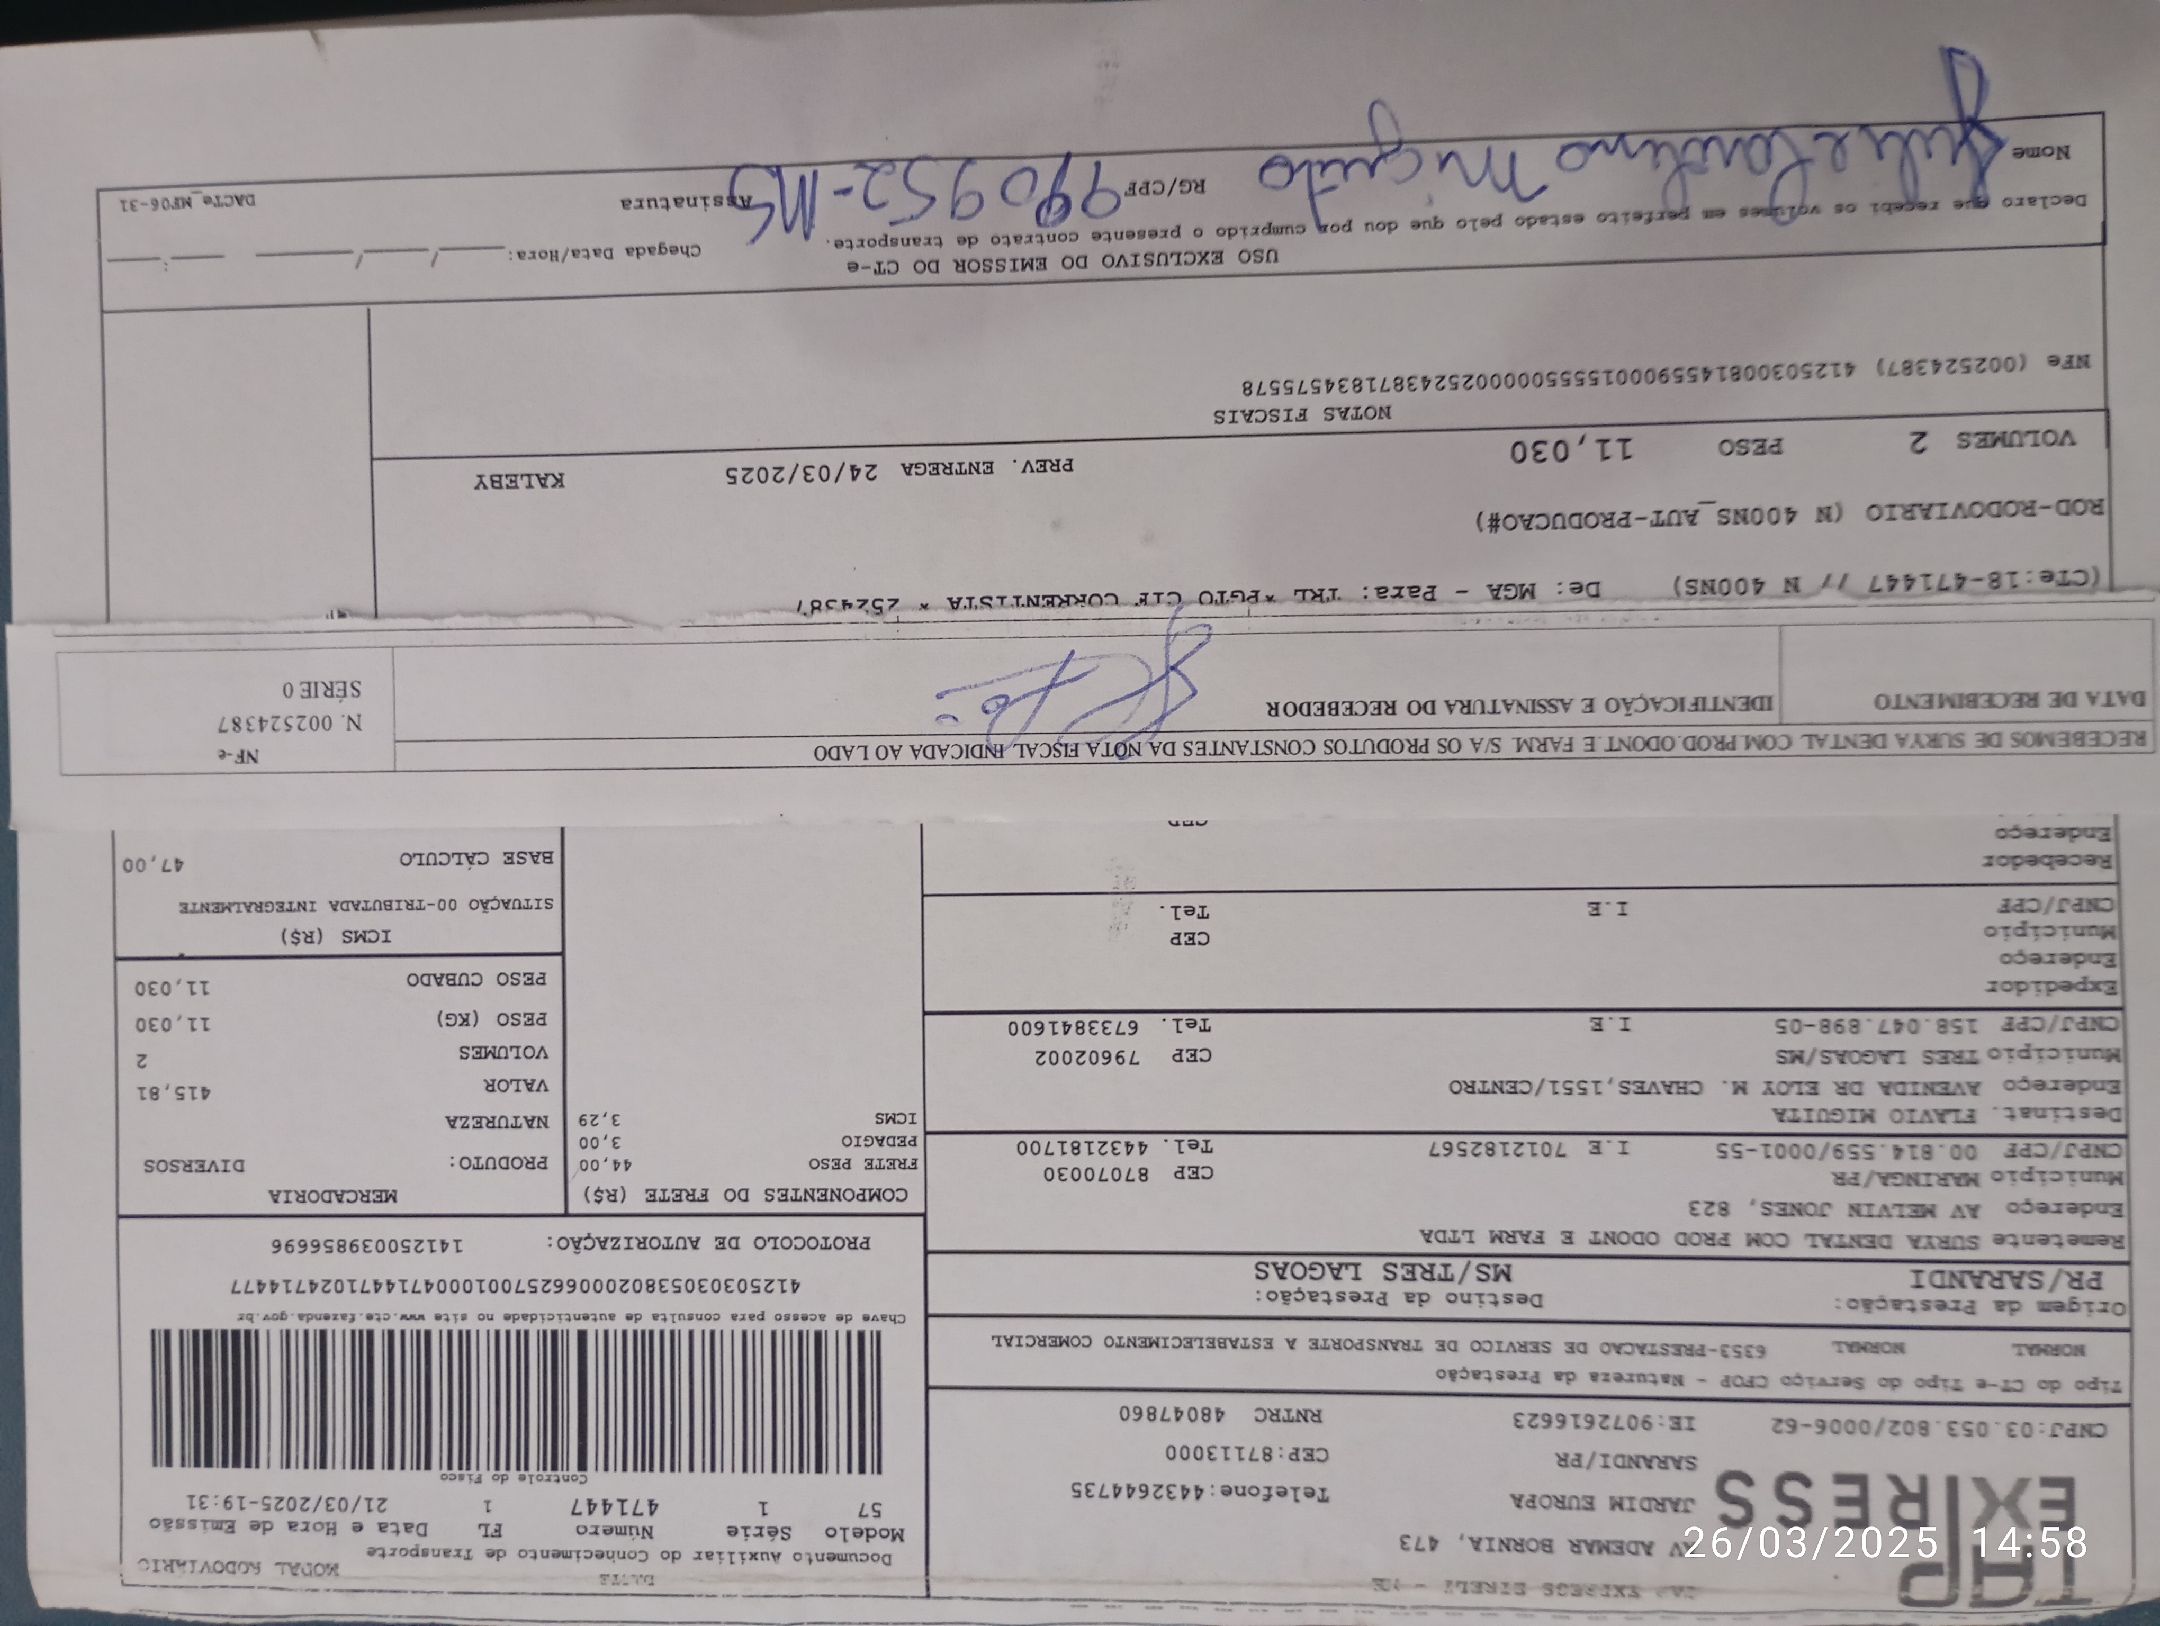 TAP EXPRESS EIRELI - ME
AV ADEMAR BORNIA, 473
JARDIM EUROPA
Telefone:4432644735
SARANDI/PR
CEP:87113000
TAP
EXPRESS
CNPJ:03.053.802/0006-62 IE:9072616623 RNTRC 48047860
DACTE
MODAL RODOVIARIO
Documento Auxiliar do Conhecimento de Transporte
Modelo Série Número FL Data e Hora de Emissão
57 1 471447 1 21/03/2025-19:31
Controle do Fisco
Chave de acesso para consulta de autenticidade no site www.cte.fazenda.gov.br
41250303053802000662570010004714471024714477
PROTOCOLO DE AUTORIZAÇÃO: 141250039856696
Tipo do CT-e Tipo do Serviço CFOP - Natureza da Prestação
NORMAL NORMAL 6353-PRESTACAO DE SERVICO DE TRANSPORTE A ESTABELECIMENTO COMERCIAL
Origem da Prestação: Destino da Prestação:
PR/SARANDI MS/TRES LAGOAS
Remetente SURYA DENTAL COM PROD ODONT E FARM LTDA
Endereço AV MELVIN JONES, 823
Município MARINGA/PR CEP 87070030
CNPJ/CPF 00.814.559/0001-55 I.E 7012182567 Tel. 4432181700
Destinat. FLAVIO MIGUITA
Endereço AVENIDA DR ELOY M. CHAVES,1551/CENTRO
Município TRES LAGOAS/MS CEP 79602002
CNPJ/CPF 158.047.898-05 I.E Tel. 6733841600
Expedidor
Endereço
Município CEP
CNPJ/CPF I.E Tel.
Recebedor
Endereço
CEP
COMPONENTES DO FRETE (R$)
FRETE PESO 44,00
PEDAGIO 3,00
ICMS 3,29
MERCADORIA
PRODUTO: DIVERSOS
NATUREZA
VALOR 415,81
VOLUMES 2
PESO (KG) 11,030
PESO CUBADO 11,030
ICMS (R$)
SITUAÇÃO 00-TRIBUTADA INTEGRALMENTE
BASE CÁLCULO 47,00
RECEBEMOS DE SURYA DENTAL COM.PROD.ODONT.E FARM. S/A OS PRODUTOS CONSTANTES DA NOTA FISCAL INDICADA AO LADO
DATA DE RECEBIMENTO IDENTIFICAÇÃO E ASSINATURA DO RECEBEDOR
NF-e
N. 002524387
SÉRIE 0
(CTe:18-471447 // N 400NS) De: MGA - Para: TRL *PGTO CIF CORRENTISTA * 2524387
ROD-RODOVIARIO (N 400NS_AUT-PRODUCAO#)
VOLUMES 2 PESO 11,030 PREV. ENTREGA 24/03/2025 KALEBY
NOTAS FISCAIS
NFe (002524387) 41250300814559000155550000025243871834575578
USO EXCLUSIVO DO EMISSOR DO CT-e
Declaro que recebi os volumes em perfeito estado pelo que dou por cumprido o presente contrato de transporte.
Chegada Data/Hora: ____/____/______ ____:____
Nome RG/CPF 990952-MS Assinatura
DACTe_MF06-31
26/03/2025 14:58